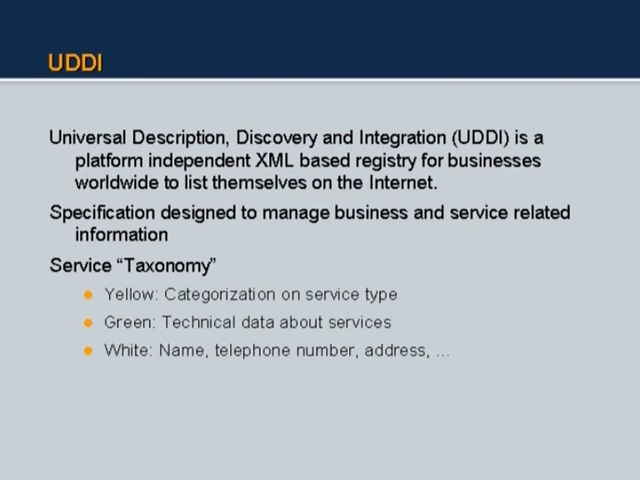 UDDI
Universal Description, Discovery and Integration (UDDI) is a
platform independent XML based registry for businesses
worldwide to list themselves on the Internet.
Specification designed to manage business and service related
information
Service “Taxonomy”
Yellow: Categorization on service type
Green: Technical data about services
White: Name, telephone number, address, ...